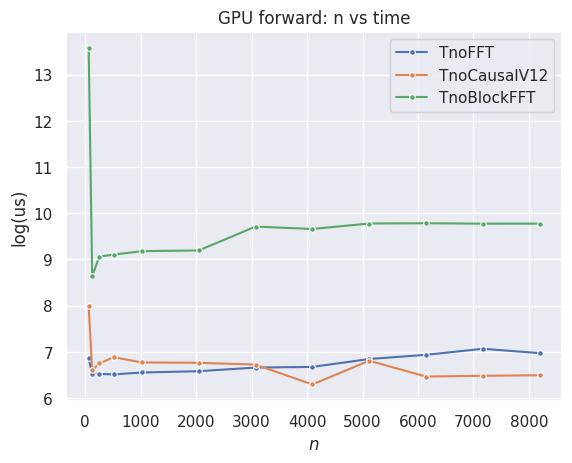 GPU forward: n vs time
TnoFFT
TnoCausalV12
TnoBlockFFT
log(us)
13
12
11
10
9
8
7
6
0 1000 2000 3000 4000 5000 6000 7000 8000
n